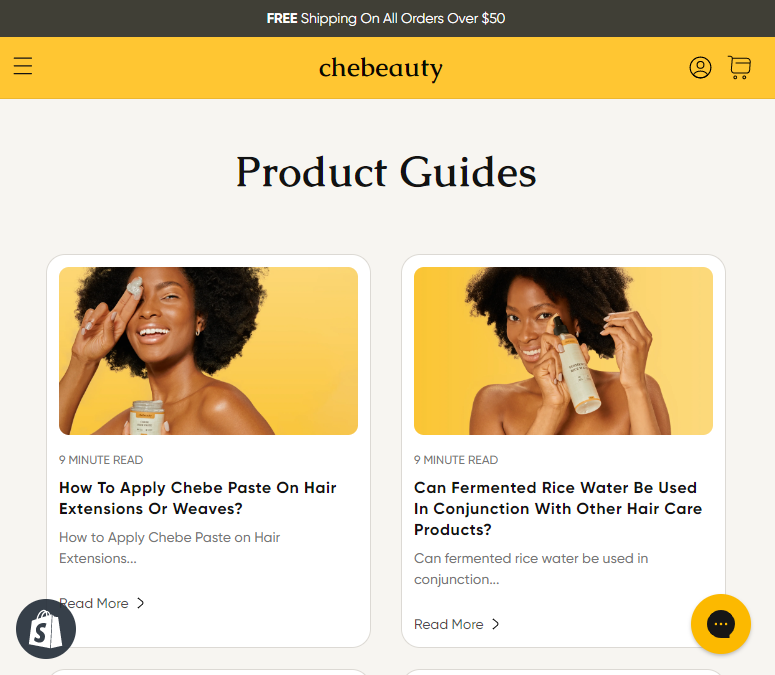 FREE Shipping On All Orders Over $50
chebeauty
Product Guides
9 MINUTE READ
How To Apply Chebe Paste On Hair
Extensions Or Weaves?
How to Apply Chebe Paste on Hair
Extensions...
Read More
9 MINUTE READ
Can Fermented Rice Water Be Used
In Conjunction With Other Hair Care
Products?
Can fermented rice water be used in
conjunction...
Read More